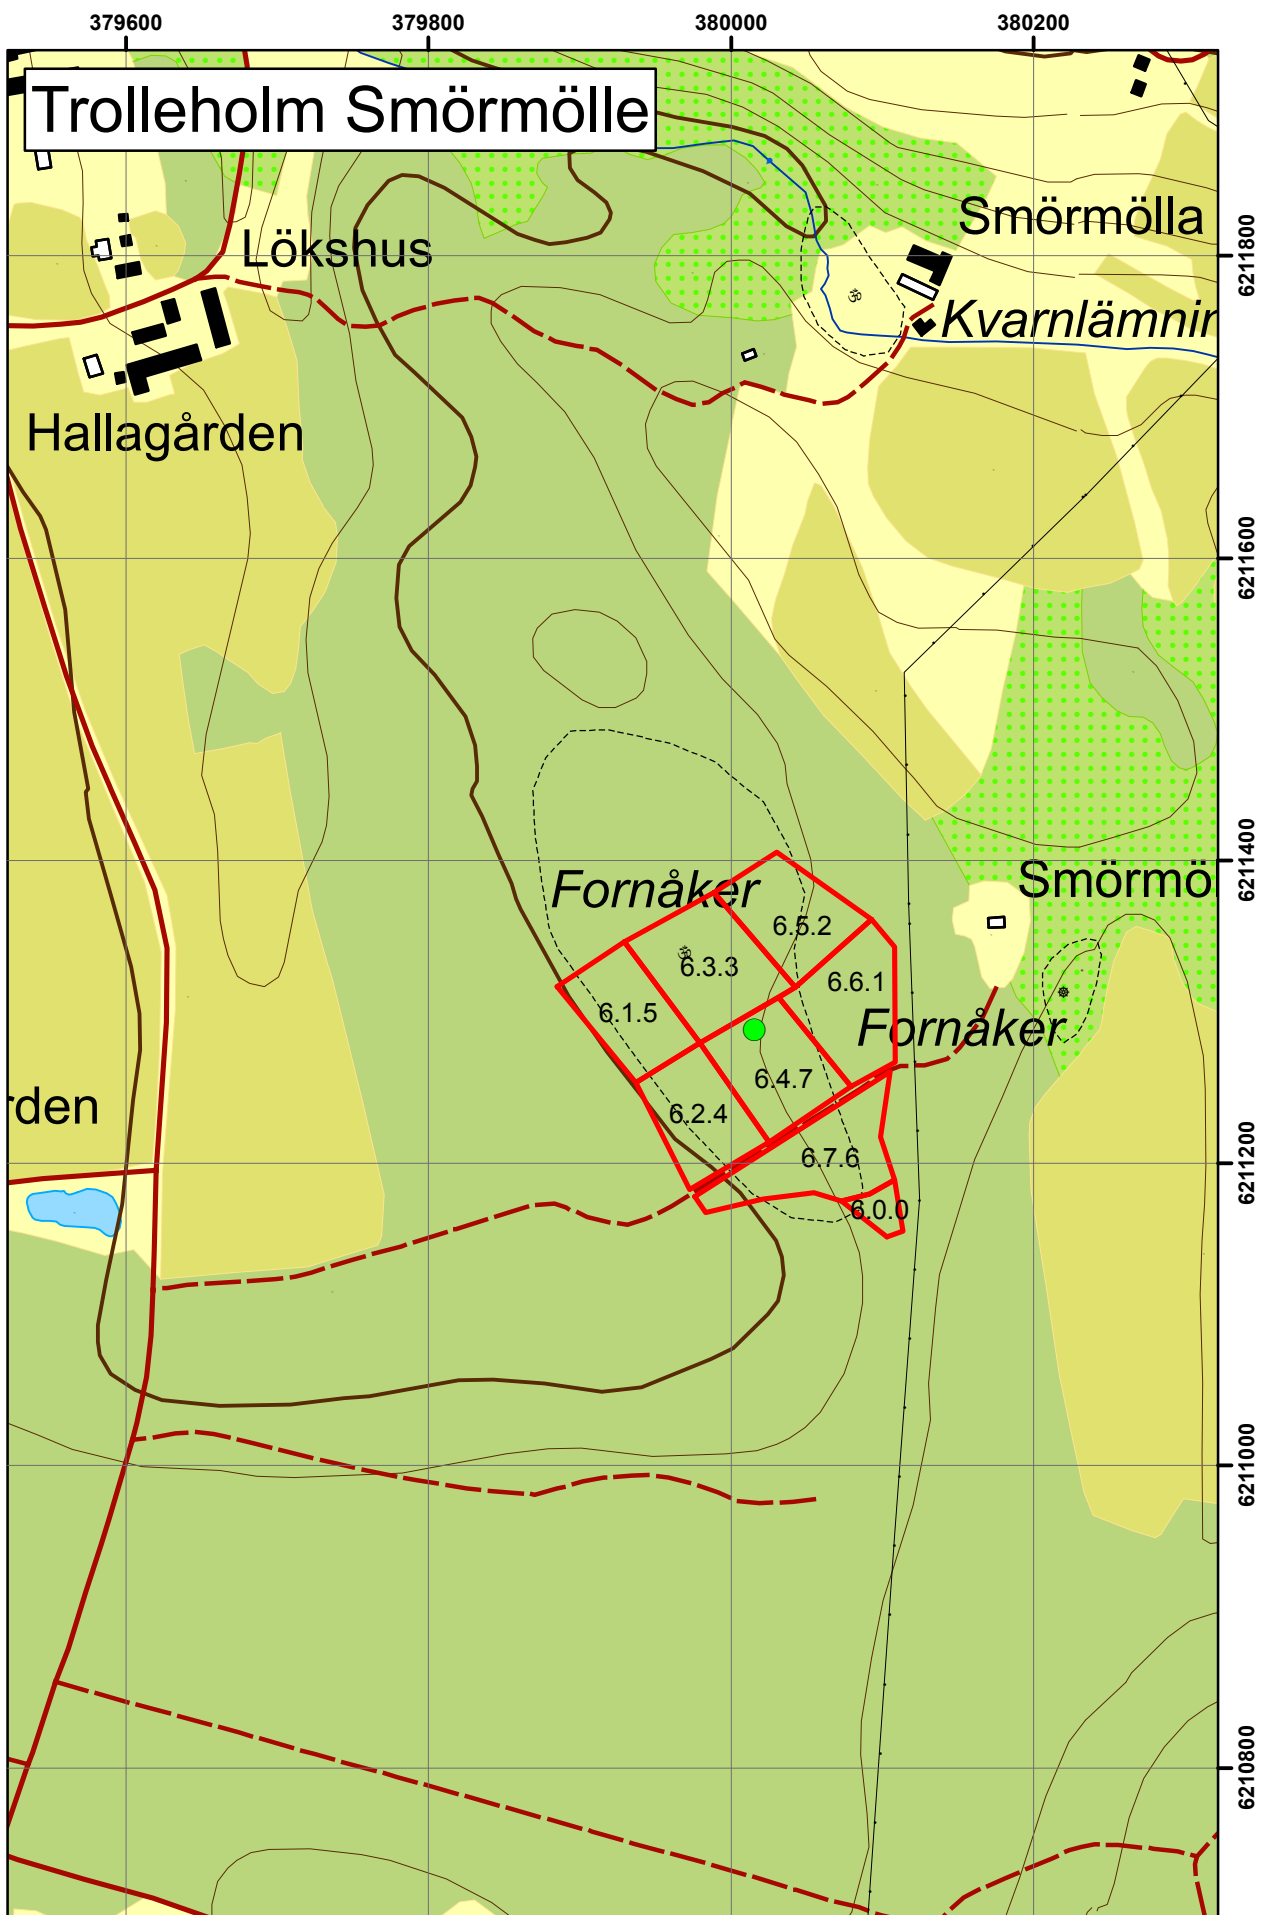 379600 379800 380000 380200
Trolleholm Smörmölle
Smörmölla
Lökshus
6211800
Kvarnlämnin
Hallagården
6211600
6211400
Smörmö
Fornåker
6.5.2
6.3.3
6.6.1
6.1.5
Fornåker
6.4.7
rden
6.2.4
6.7.6
6211200
6.0.0
6211000
6210800